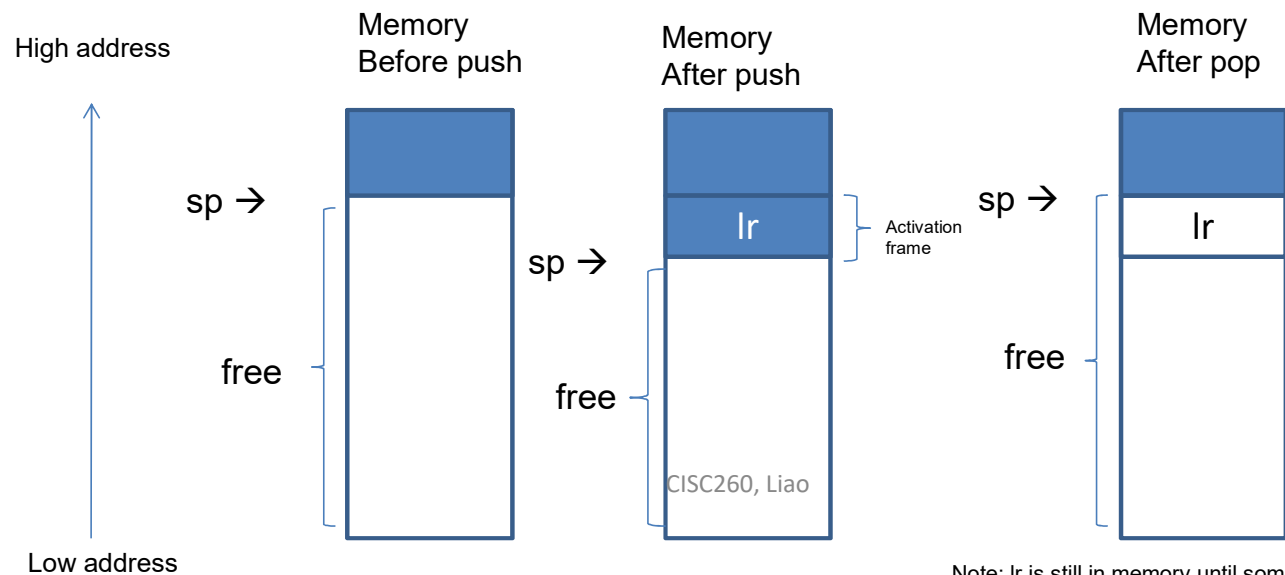 High address
Memory
Before push
Memory
After push
Memory
After pop
sp →
sp →
sp →
lr
Activation
frame
lr
free
free
free
CISC260, Liao
Low address
Note: lr is still in memory until som